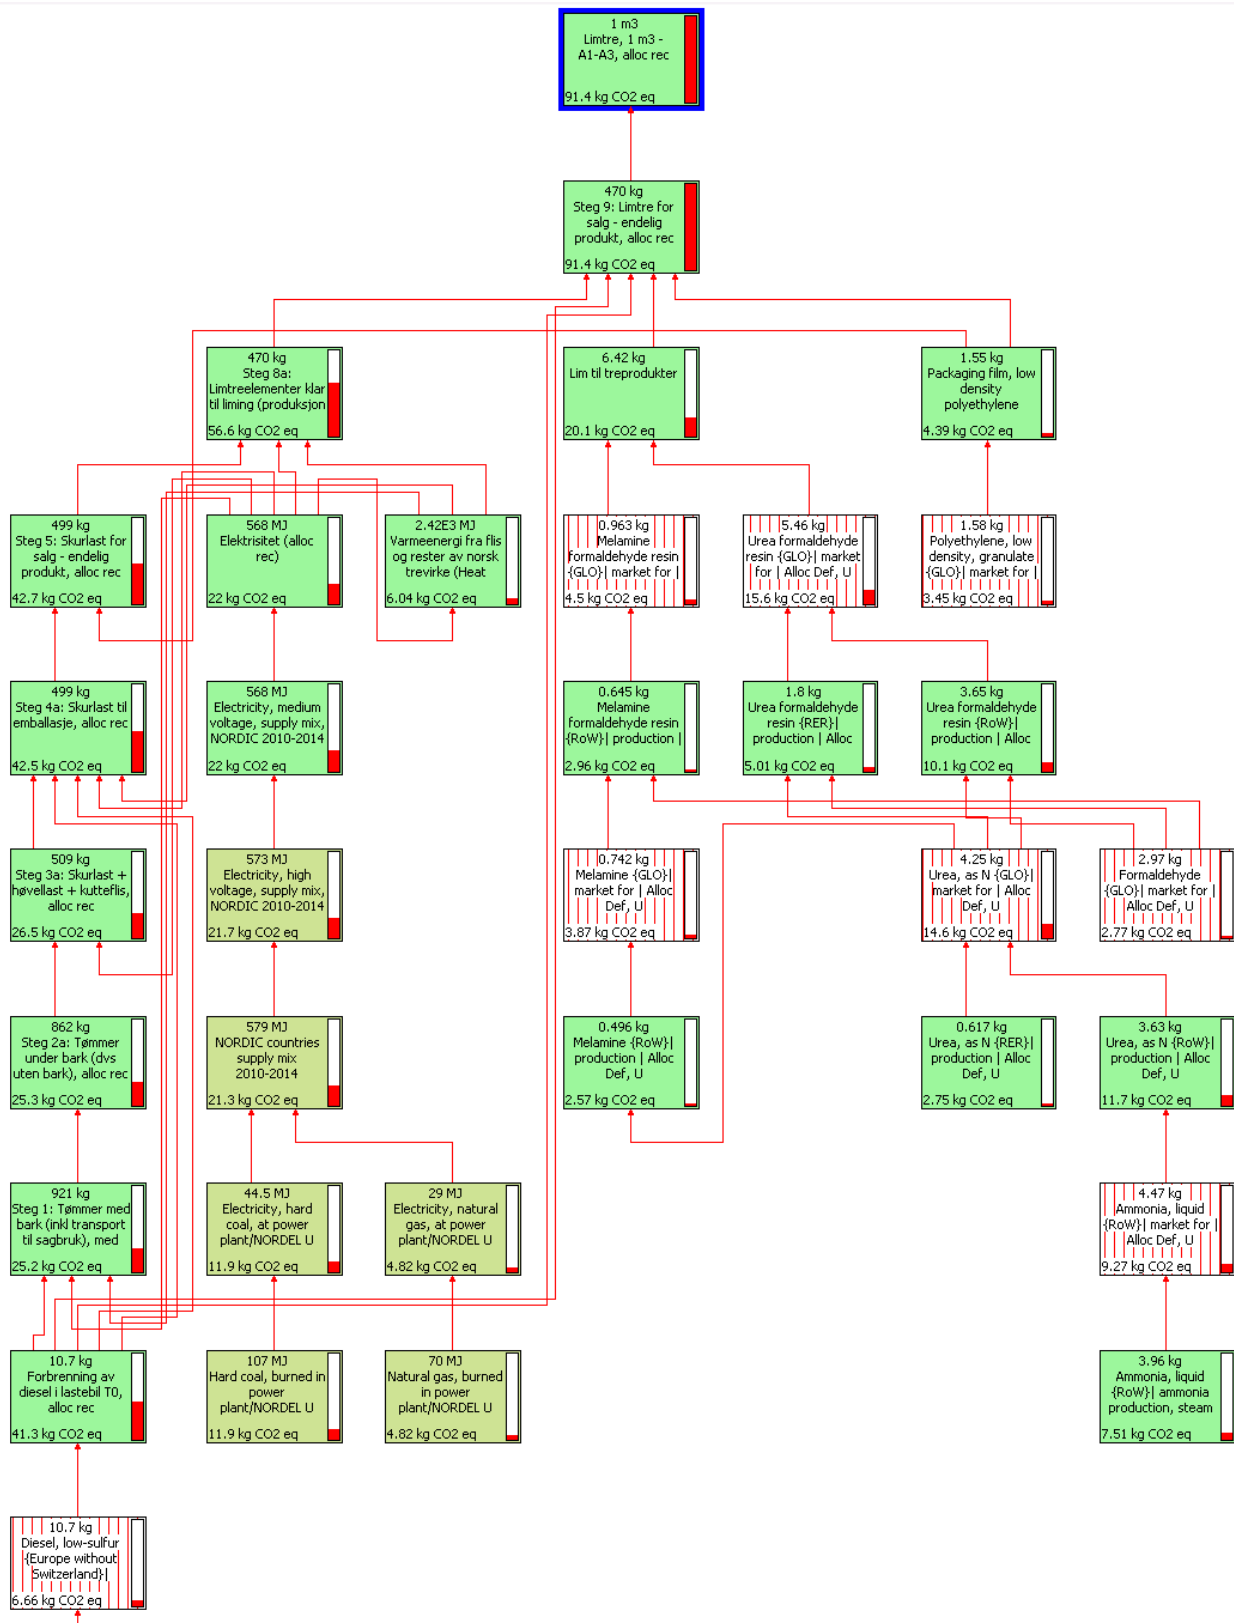 1 m3
Limtre, 1 m3 -
A1-A3, alloc rec
91.4 kg CO2 eq
470 kg
Steg 9: Limtre for
salg - endelig
produkt, alloc rec
91.4 kg CO2 eq
470 kg
Steg 8a:
Limtreelementer klar
til liming (produksjon
56.6 kg CO2 eq
6.42 kg
Lim til treprodukter
20.1 kg CO2 eq
1.55 kg
Packaging film, low
density
polyethylene
4.39 kg CO2 eq
499 kg
Steg 5: Skurlast for
salg - endelig
produkt, alloc rec
42.7 kg CO2 eq
568 MJ
Elektrisitet (alloc
rec)
22 kg CO2 eq
2.42E3 MJ
Varmeenergi fra flis
og rester av norsk
trevirke (Heat
6.04 kg CO2 eq
0.963 kg
Melamine
formaldehyde resin
{GLO}| market for |
4.5 kg CO2 eq
5.46 kg
Urea formaldehyde
resin {GLO}| market
for | Alloc Def, U
15.6 kg CO2 eq
1.58 kg
Polyethylene, low
density, granulate
{GLO}| market for |
3.45 kg CO2 eq
499 kg
Steg 4a: Skurlast til
emballasje, alloc rec
42.5 kg CO2 eq
568 MJ
Electricity, medium
voltage, supply mix,
NORDIC 2010-2014
22 kg CO2 eq
0.645 kg
Melamine
formaldehyde resin
{RoW}| production |
2.96 kg CO2 eq
1.8 kg
Urea formaldehyde
resin {RER}|
production | Alloc
5.01 kg CO2 eq
3.65 kg
Urea formaldehyde
resin {RoW}|
production | Alloc
10.1 kg CO2 eq
509 kg
Steg 3a: Skurlast +
høvellast + kutteflis,
alloc rec
26.5 kg CO2 eq
573 MJ
Electricity, high
voltage, supply mix,
NORDIC 2010-2014
21.7 kg CO2 eq
0.742 kg
Melamine {GLO}|
market for | Alloc
Def, U
3.87 kg CO2 eq
4.25 kg
Urea, as N {GLO}|
market for | Alloc
Def, U
14.6 kg CO2 eq
2.97 kg
Formaldehyde
{GLO}| market for |
Alloc Def, U
2.77 kg CO2 eq
862 kg
Steg 2a: Tømmer
under bark (dvs
uten bark), alloc rec
25.3 kg CO2 eq
579 MJ
NORDIC countries
supply mix
2010-2014
21.3 kg CO2 eq
0.496 kg
Melamine {RoW}|
production | Alloc
Def, U
2.57 kg CO2 eq
0.617 kg
Urea, as N {RER}|
production | Alloc
Def, U
2.75 kg CO2 eq
3.63 kg
Urea, as N {RoW}|
production | Alloc
Def, U
11.7 kg CO2 eq
921 kg
Steg 1: Tømmer med
bark (inkl transport
til sagbruk), med
25.2 kg CO2 eq
44.5 MJ
Electricity, hard
coal, at power
plant/NORDEL U
11.9 kg CO2 eq
29 MJ
Electricity, natural
gas, at power
plant/NORDEL U
4.82 kg CO2 eq
4.47 kg
Ammonia, liquid
{RoW}| market for |
Alloc Def, U
9.27 kg CO2 eq
10.7 kg
Forbrenning av
diesel i lastebil T0,
alloc rec
41.3 kg CO2 eq
107 MJ
Hard coal, burned in
power
plant/NORDEL U
11.9 kg CO2 eq
70 MJ
Natural gas, burned
in power
plant/NORDEL U
4.82 kg CO2 eq
3.96 kg
Ammonia, liquid
{RoW}| ammonia
production, steam
7.51 kg CO2 eq
10.7 kg
Diesel, low-sulfur
{Europe without
Switzerland}|
6.66 kg CO2 eq